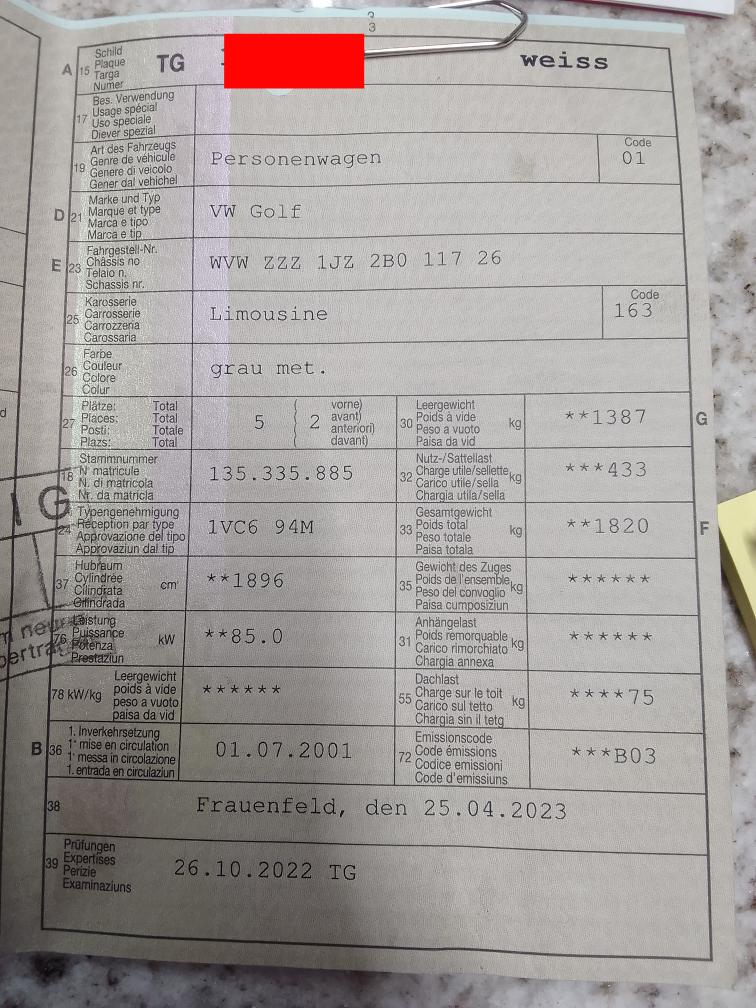 3
3
A 15 Schild
Plaque
Targa
Numer
TG
weiss
17 Bes. Verwendung
Usage spécial
Uso speciale
Diever spezial
19 Art des Fahrzeugs
Genre de véhicule
Genere di veicolo
Gener dal vehichel
Personenwagen
Code
01
D 21 Marke und Typ
Marque et type
Marca e tipo
Marca e tip
VW Golf
E 23 Fahrgestell-Nr.
Châssis no
Telaio n.
Schassis nr.
WVW ZZZ 1JZ 2B0 117 26
25 Karosserie
Carrosserie
Carrozzeria
Carossaria
Limousine
Code
163
26 Farbe
Couleur
Colore
Colur
grau met.
27 Plätze: Total
Places: Total
Posti: Totale
Plazs: Total
5 ( 2 vorne)
avant)
anteriori)
davant)
30 Leergewicht
Poids à vide
Peso a vuoto
Paisa da vid
kg
**1387
G
18 Stammnummer
N° matricule
N. di matricola
Nr. da matricla
135.335.885
32 Nutz-/Sattellast
Charge utile/sellette
Carico utile/sella
Chargia utila/sella
kg
***433
24 Typengenehmigung
Réception par type
Approvazione del tipo
Approvaziun dal tip
1VC6 94M
33 Gesamtgewicht
Poids total
Peso totale
Paisa totala
kg
**1820
F
37 Hubraum
Cylindrée
Cilindrata
Cilindrada
cm³
**1896
35 Gewicht des Zuges
Poids de l'ensemble
Peso del convoglio
Paisa cumposiziun
kg
******
76 Leistung
Puissance
Potenza
Prestaziun
kW
**85.0
31 Anhängelast
Poids remorquable
Carico rimorchiato
Chargia annexa
kg
******
78 kW/kg Leergewicht
poids à vide
peso a vuoto
paisa da vid
******
55 Dachlast
Charge sur le toit
Carico sul tetto
Chargia sin il tetg
kg
****75
B 36 1. Inverkehrsetzung
1re mise en circulation
1a messa in circolazione
1. entrada en circulaziun
01.07.2001
72 Emissionscode
Code émissions
Codice emissioni
Code d'emissiuns
***B03
38 Frauenfeld, den 25.04.2023
39 Prüfungen
Expertises
Perizie
Examinaziuns
26.10.2022 TG